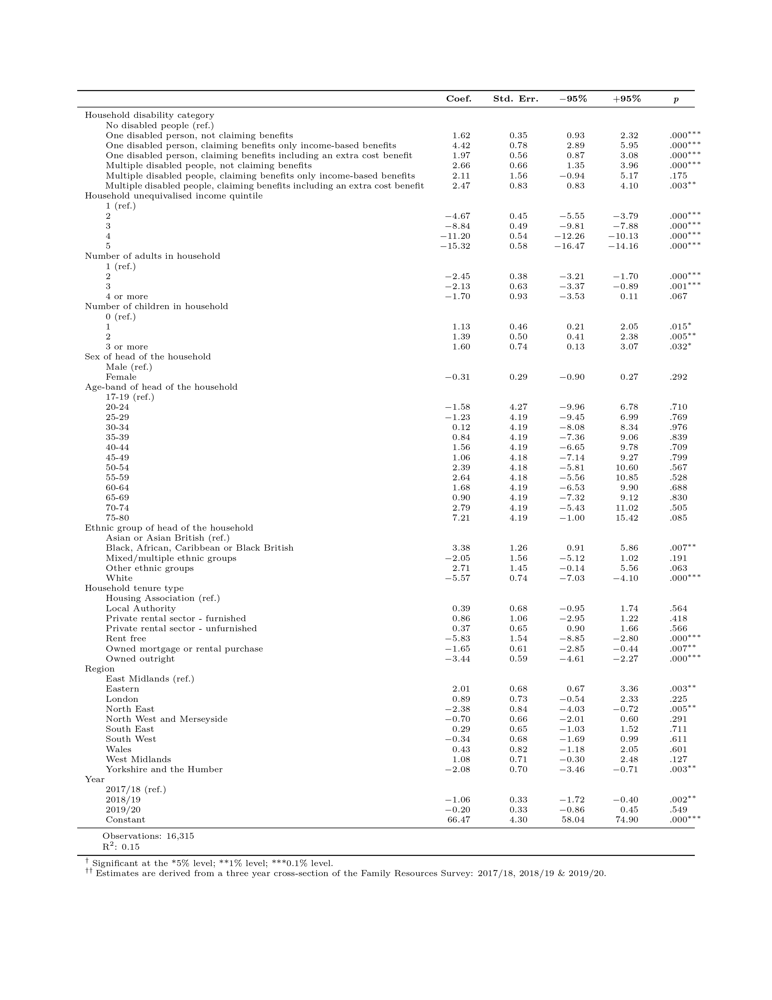 Coef. Std. Err. −95% +95% p
Household disability category
No disabled people (ref.)
One disabled person, not claiming benefits 1.62 0.35 0.93 2.32 .000***
One disabled person, claiming benefits only income-based benefits 4.42 0.78 2.89 5.95 .000***
One disabled person, claiming benefits including an extra cost benefit 1.97 0.56 0.87 3.08 .000***
Multiple disabled people, not claiming benefits 2.66 0.66 1.35 3.96 .000***
Multiple disabled people, claiming benefits only income-based benefits 2.11 1.56 −0.94 5.17 .175
Multiple disabled people, claiming benefits including an extra cost benefit 2.47 0.83 0.83 4.10 .003**
Household unequivalised income quintile
1 (ref.)
2 −4.67 0.45 −5.55 −3.79 .000***
3 −8.84 0.49 −9.81 −7.88 .000***
4 −11.20 0.54 −12.26 −10.13 .000***
5 −15.32 0.58 −16.47 −14.16 .000***
Number of adults in household
1 (ref.)
2 −2.45 0.38 −3.21 −1.70 .000***
3 −2.13 0.63 −3.37 −0.89 .001***
4 or more −1.70 0.93 −3.53 0.11 .067
Number of children in household
0 (ref.)
1 1.13 0.46 0.21 2.05 .015*
2 1.39 0.50 0.41 2.38 .005**
3 or more 1.60 0.74 0.13 3.07 .032*
Sex of head of the household
Male (ref.)
Female −0.31 0.29 −0.90 0.27 .292
Age-band of head of the household
17-19 (ref.)
20-24 −1.58 4.27 −9.96 6.78 .710
25-29 −1.23 4.19 −9.45 6.99 .769
30-34 0.12 4.19 −8.08 8.34 .976
35-39 0.84 4.19 −7.36 9.06 .839
40-44 1.56 4.19 −6.65 9.78 .709
45-49 1.06 4.18 −7.14 9.27 .799
50-54 2.39 4.18 −5.81 10.60 .567
55-59 2.64 4.18 −5.56 10.85 .528
60-64 1.68 4.19 −6.53 9.90 .688
65-69 0.90 4.19 −7.32 9.12 .830
70-74 2.79 4.19 −5.43 11.02 .505
75-80 7.21 4.19 −1.00 15.42 .085
Ethnic group of head of the household
Asian or Asian British (ref.)
Black, African, Caribbean or Black British 3.38 1.26 0.91 5.86 .007**
Mixed/multiple ethnic groups −2.05 1.56 −5.12 1.02 .191
Other ethnic groups 2.71 1.45 −0.14 5.56 .063
White −5.57 0.74 −7.03 −4.10 .000***
Household tenure type
Housing Association (ref.)
Local Authority 0.39 0.68 −0.95 1.74 .564
Private rental sector - furnished 0.86 1.06 −2.95 1.22 .418
Private rental sector - unfurnished 0.37 0.65 0.90 1.66 .566
Rent free −5.83 1.54 −8.85 −2.80 .000***
Owned mortgage or rental purchase −1.65 0.61 −2.85 −0.44 .007**
Owned outright −3.44 0.59 −4.61 −2.27 .000***
Region
East Midlands (ref.)
Eastern 2.01 0.68 0.67 3.36 .003**
London 0.89 0.73 −0.54 2.33 .225
North East −2.38 0.84 −4.03 −0.72 .005**
North West and Merseyside −0.70 0.66 −2.01 0.60 .291
South East 0.29 0.65 −1.03 1.52 .711
South West −0.34 0.68 −1.69 0.99 .611
Wales 0.43 0.82 −1.18 2.05 .601
West Midlands 1.08 0.71 −0.30 2.48 .127
Yorkshire and the Humber −2.08 0.70 −3.46 −0.71 .003**
Year
2017/18 (ref.)
2018/19 −1.06 0.33 −1.72 −0.40 .002**
2019/20 −0.20 0.33 −0.86 0.45 .549
Constant 66.47 4.30 58.04 74.90 .000***
Observations: 16,315
R²: 0.15
† Significant at the *5% level; **1% level; ***0.1% level.
†† Estimates are derived from a three year cross-section of the Family Resources Survey: 2017/18, 2018/19 & 2019/20.